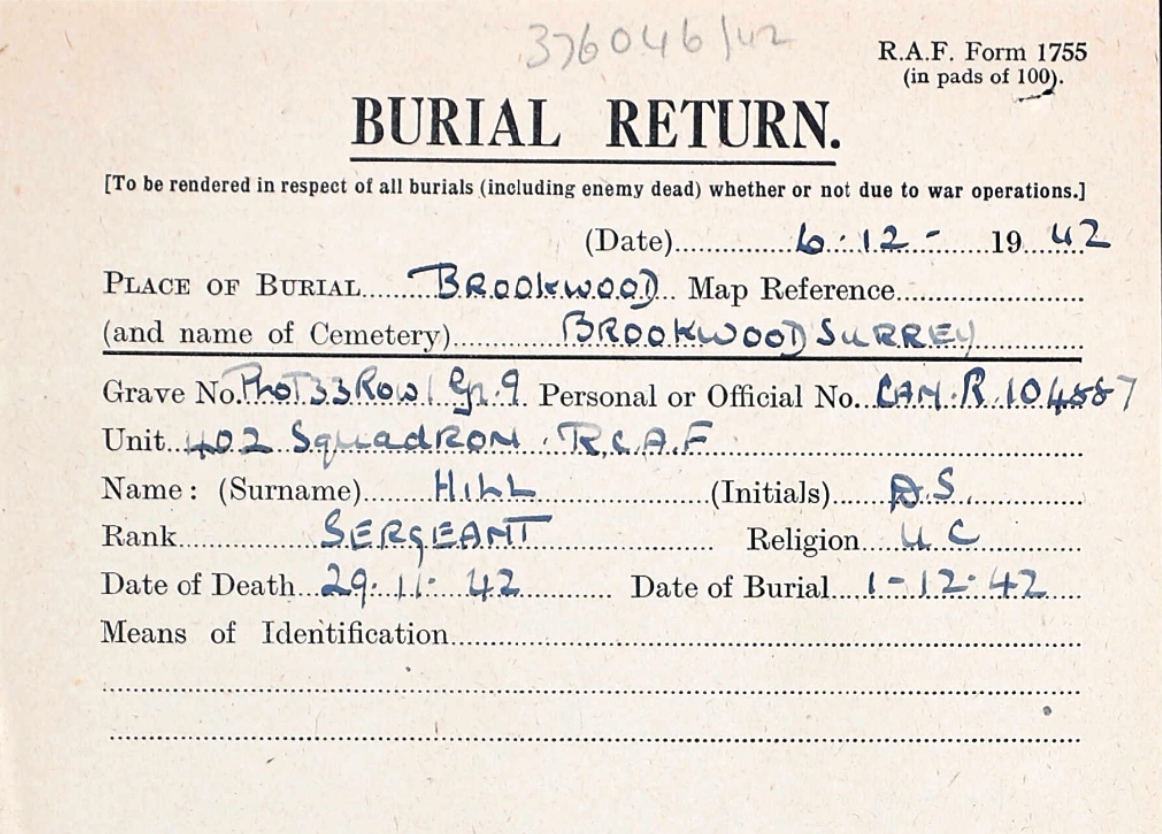 376046/42
R.A.F. Form 1755
(in pads of 100).
BURIAL RETURN.
[To be rendered in respect of all burials (including enemy dead) whether or not due to war operations.]
(Date) 6.12- 19 42
PLACE OF BURIAL BROOKWOOD Map Reference
(and name of Cemetery) BROOKWOOD SURREY
Grave No. Plot 33 Row 1 Gr. 9 Personal or Official No. CAN. R. 104887
Unit 402 Squadron. R.C.A.F
Name: (Surname) HILL (Initials) D.S.
Rank SERGEANT Religion U C
Date of Death 29.11.42 Date of Burial 1-12.42
Means of Identification